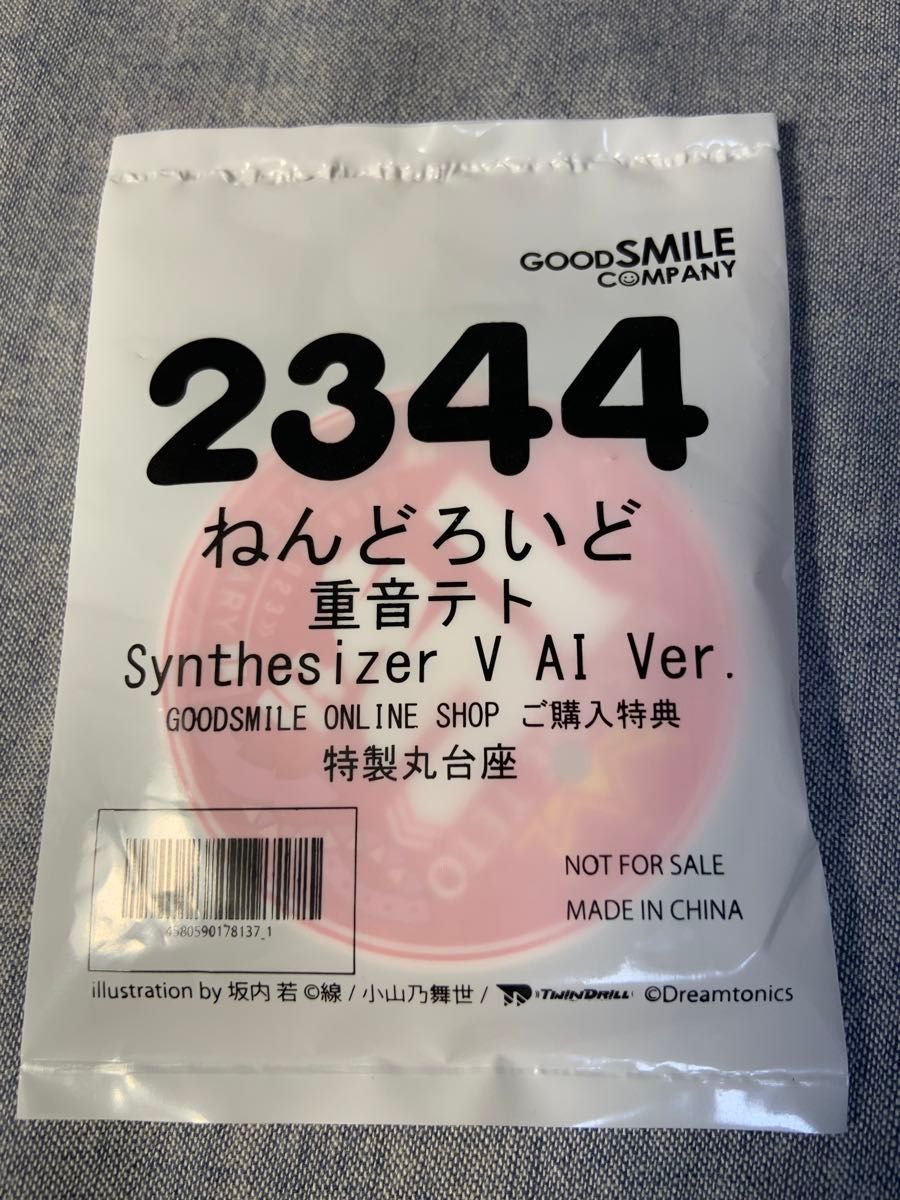 GOODSMILE
COMPANY
2344
ねんどろいど
重音テト
Synthesizer V AI Ver.
GOODSMILE ONLINE SHOP ご購入特典
特製丸台座
NOT FOR SALE
MADE IN CHINA
4580590178137_1
illustration by 坂内 若 ©線 / 小山乃舞世 / TWINDRILL ©Dreamtonics
TETO